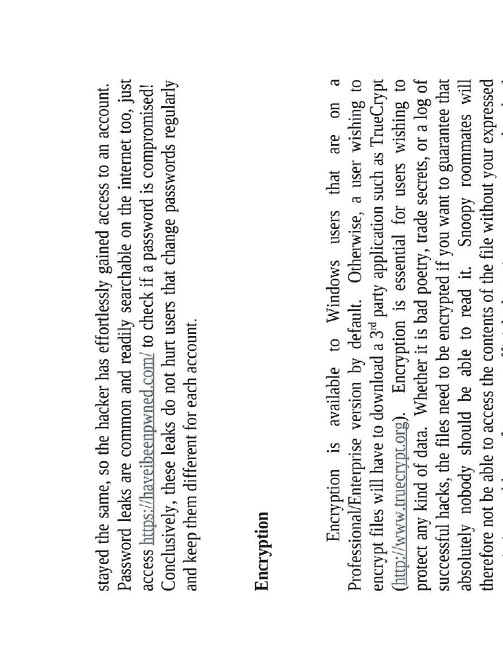 stayed the same, so the hacker has effortlessly gained access to an account.
Password leaks are common and readily searchable on the internet too, just
access https://haveibeenpwned.com/ to check if a password is compromised!
Conclusively, these leaks do not hurt users that change passwords regularly
and keep them different for each account.
Encryption
Encryption is available to Windows users that are on a
Professional/Enterprise version by default. Otherwise, a user wishing to
encrypt files will have to download a 3rd party application such as TrueCrypt
(http://www.truecrypt.org). Encryption is essential for users wishing to
protect any kind of data. Whether it is bad poetry, trade secrets, or a log of
successful hacks, the files need to be encrypted if you want to guarantee that
absolutely nobody should be able to read it. Snoopy roommates will
therefore not be able to access the contents of the file without your expressed